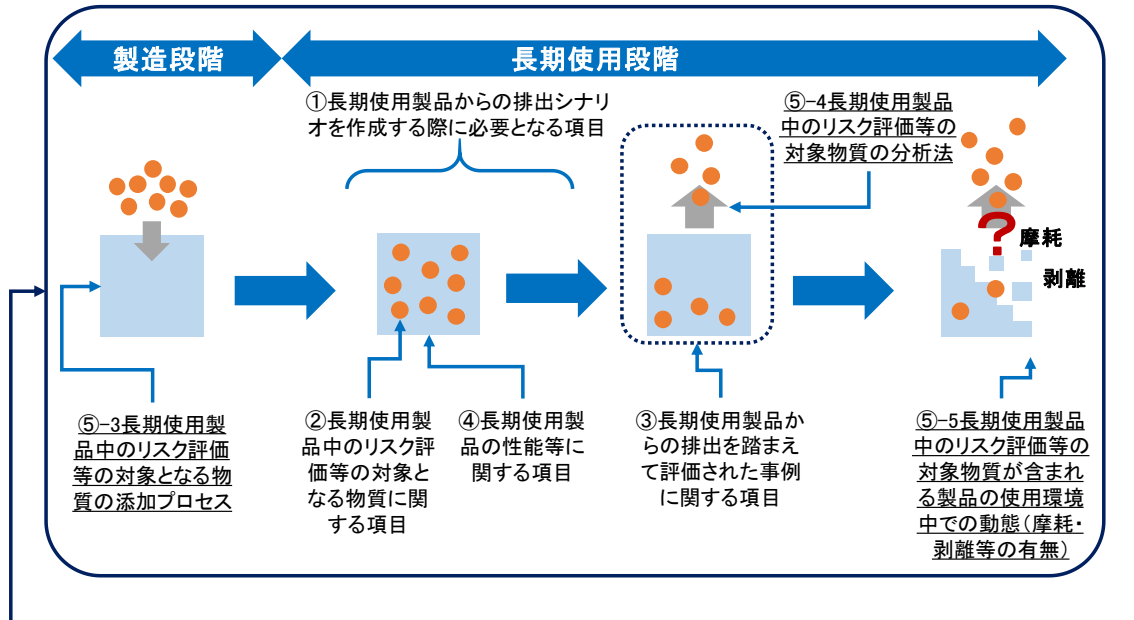 製造段階
長期使用段階
①長期使用製品からの排出シナリ
オを作成する際に必要となる項目
⑤-4長期使用製品
中のリスク評価等の
対象物質の分析法
?
摩耗
剥離
⑤-3長期使用製
品中のリスク評価
等の対象となる物
質の添加プロセス
②長期使用製
品中のリスク評
価等の対象と
なる物質に関
する項目
④長期使用製
品の性能等に
関する項目
③長期使用製品か
らの排出を踏まえ
て評価された事例
に関する項目
⑤-5長期使用製品
中のリスク評価等の
対象物質が含まれ
る製品の使用環境
中での動態(摩耗・
剥離等の有無)